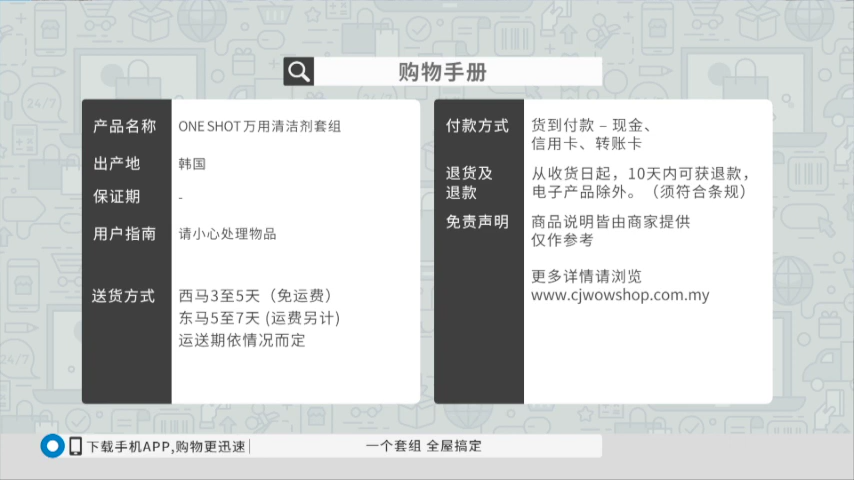 购物手册
产品名称 ONE SHOT 万用清洁剂套组
出产地 韩国
保证期 -
用户指南 请小心处理物品
送货方式 西马3至5天（免运费）
东马5至7天 (运费另计)
运送期依情况而定
付款方式 货到付款 – 现金、
信用卡、转账卡
退货及 从收货日起，10天内可获退款，
退款 电子产品除外。（须符合条规）
免责声明 商品说明皆由商家提供
仅作参考
更多详情请浏览
www.cjwowshop.com.my
下载手机APP,购物更迅速
一个套组 全屋搞定
24/7
24/7